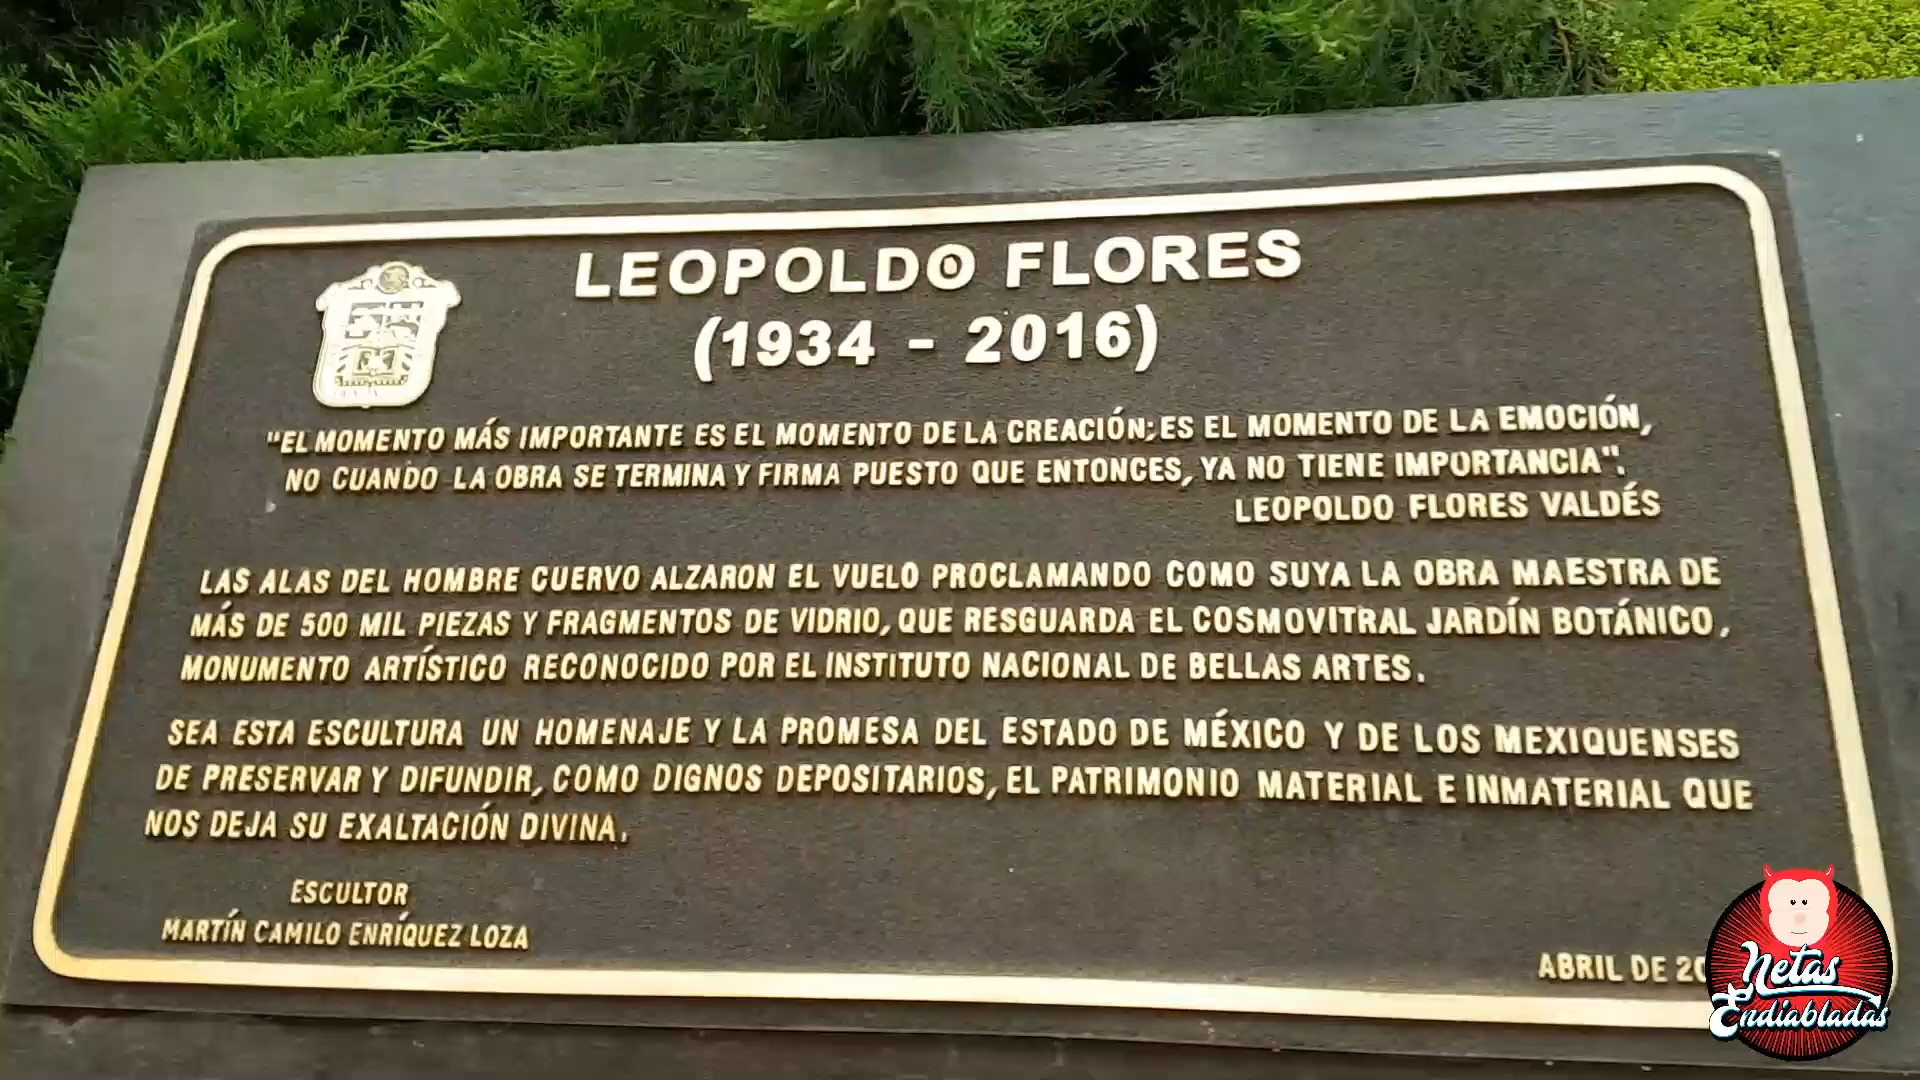 LEOPOLDO FLORES
(1934 - 2016)
"EL MOMENTO MÁS IMPORTANTE ES EL MOMENTO DE LA CREACIÓN; ES EL MOMENTO DE LA EMOCIÓN,
NO CUANDO LA OBRA SE TERMINA Y FIRMA PUESTO QUE ENTONCES, YA NO TIENE IMPORTANCIA".
LEOPOLDO FLORES VALDÉS
LAS ALAS DEL HOMBRE CUERVO ALZARON EL VUELO PROCLAMANDO COMO SUYA LA OBRA MAESTRA DE
MÁS DE 500 MIL PIEZAS Y FRAGMENTOS DE VIDRIO, QUE RESGUARDA EL COSMOVITRAL JARDÍN BOTÁNICO,
MONUMENTO ARTÍSTICO RECONOCIDO POR EL INSTITUTO NACIONAL DE BELLAS ARTES.
SEA ESTA ESCULTURA UN HOMENAJE Y LA PROMESA DEL ESTADO DE MÉXICO Y DE LOS MEXIQUENSES
DE PRESERVAR Y DIFUNDIR, COMO DIGNOS DEPOSITARIOS, EL PATRIMONIO MATERIAL E INMATERIAL QUE
NOS DEJA SU EXALTACIÓN DIVINA.
ESCULTOR
MARTÍN CAMILO ENRÍQUEZ LOZA
ABRIL DE
Netas
Endiabladas